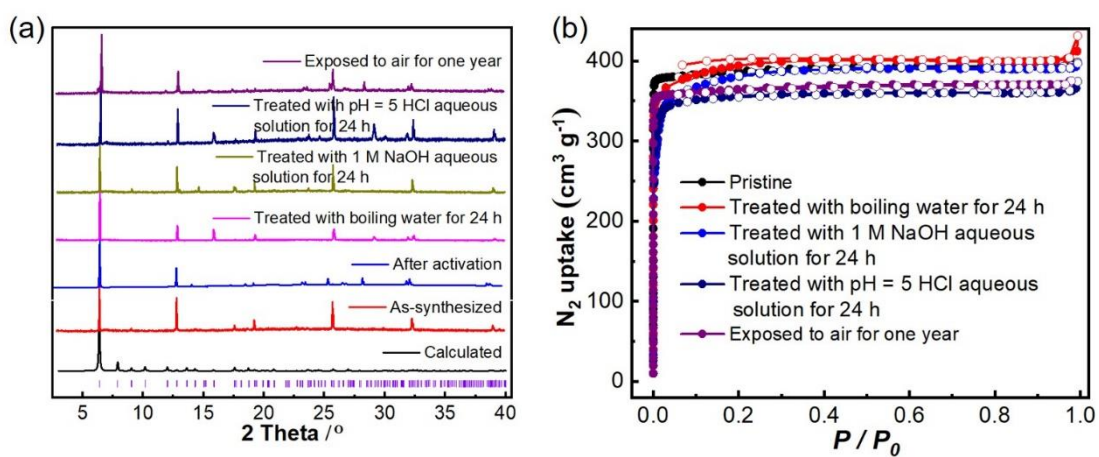 (a)
Exposed to air for one year
Treated with pH = 5 HCl aqueous
solution for 24 h
Treated with 1 M NaOH aqueous
solution for 24 h
Treated with boiling water for 24 h
After activation
As-synthesized
Calculated
5 10 15 20 25 30 35 40
2 Theta /°
(b)
400
300
200
100
0
N2 uptake (cm3 g-1)
Pristine
Treated with boiling water for 24 h
Treated with 1 M NaOH aqueous
solution for 24 h
Treated with pH = 5 HCl aqueous
solution for 24 h
Exposed to air for one year
0.0 0.2 0.4 0.6 0.8 1.0
P / P0